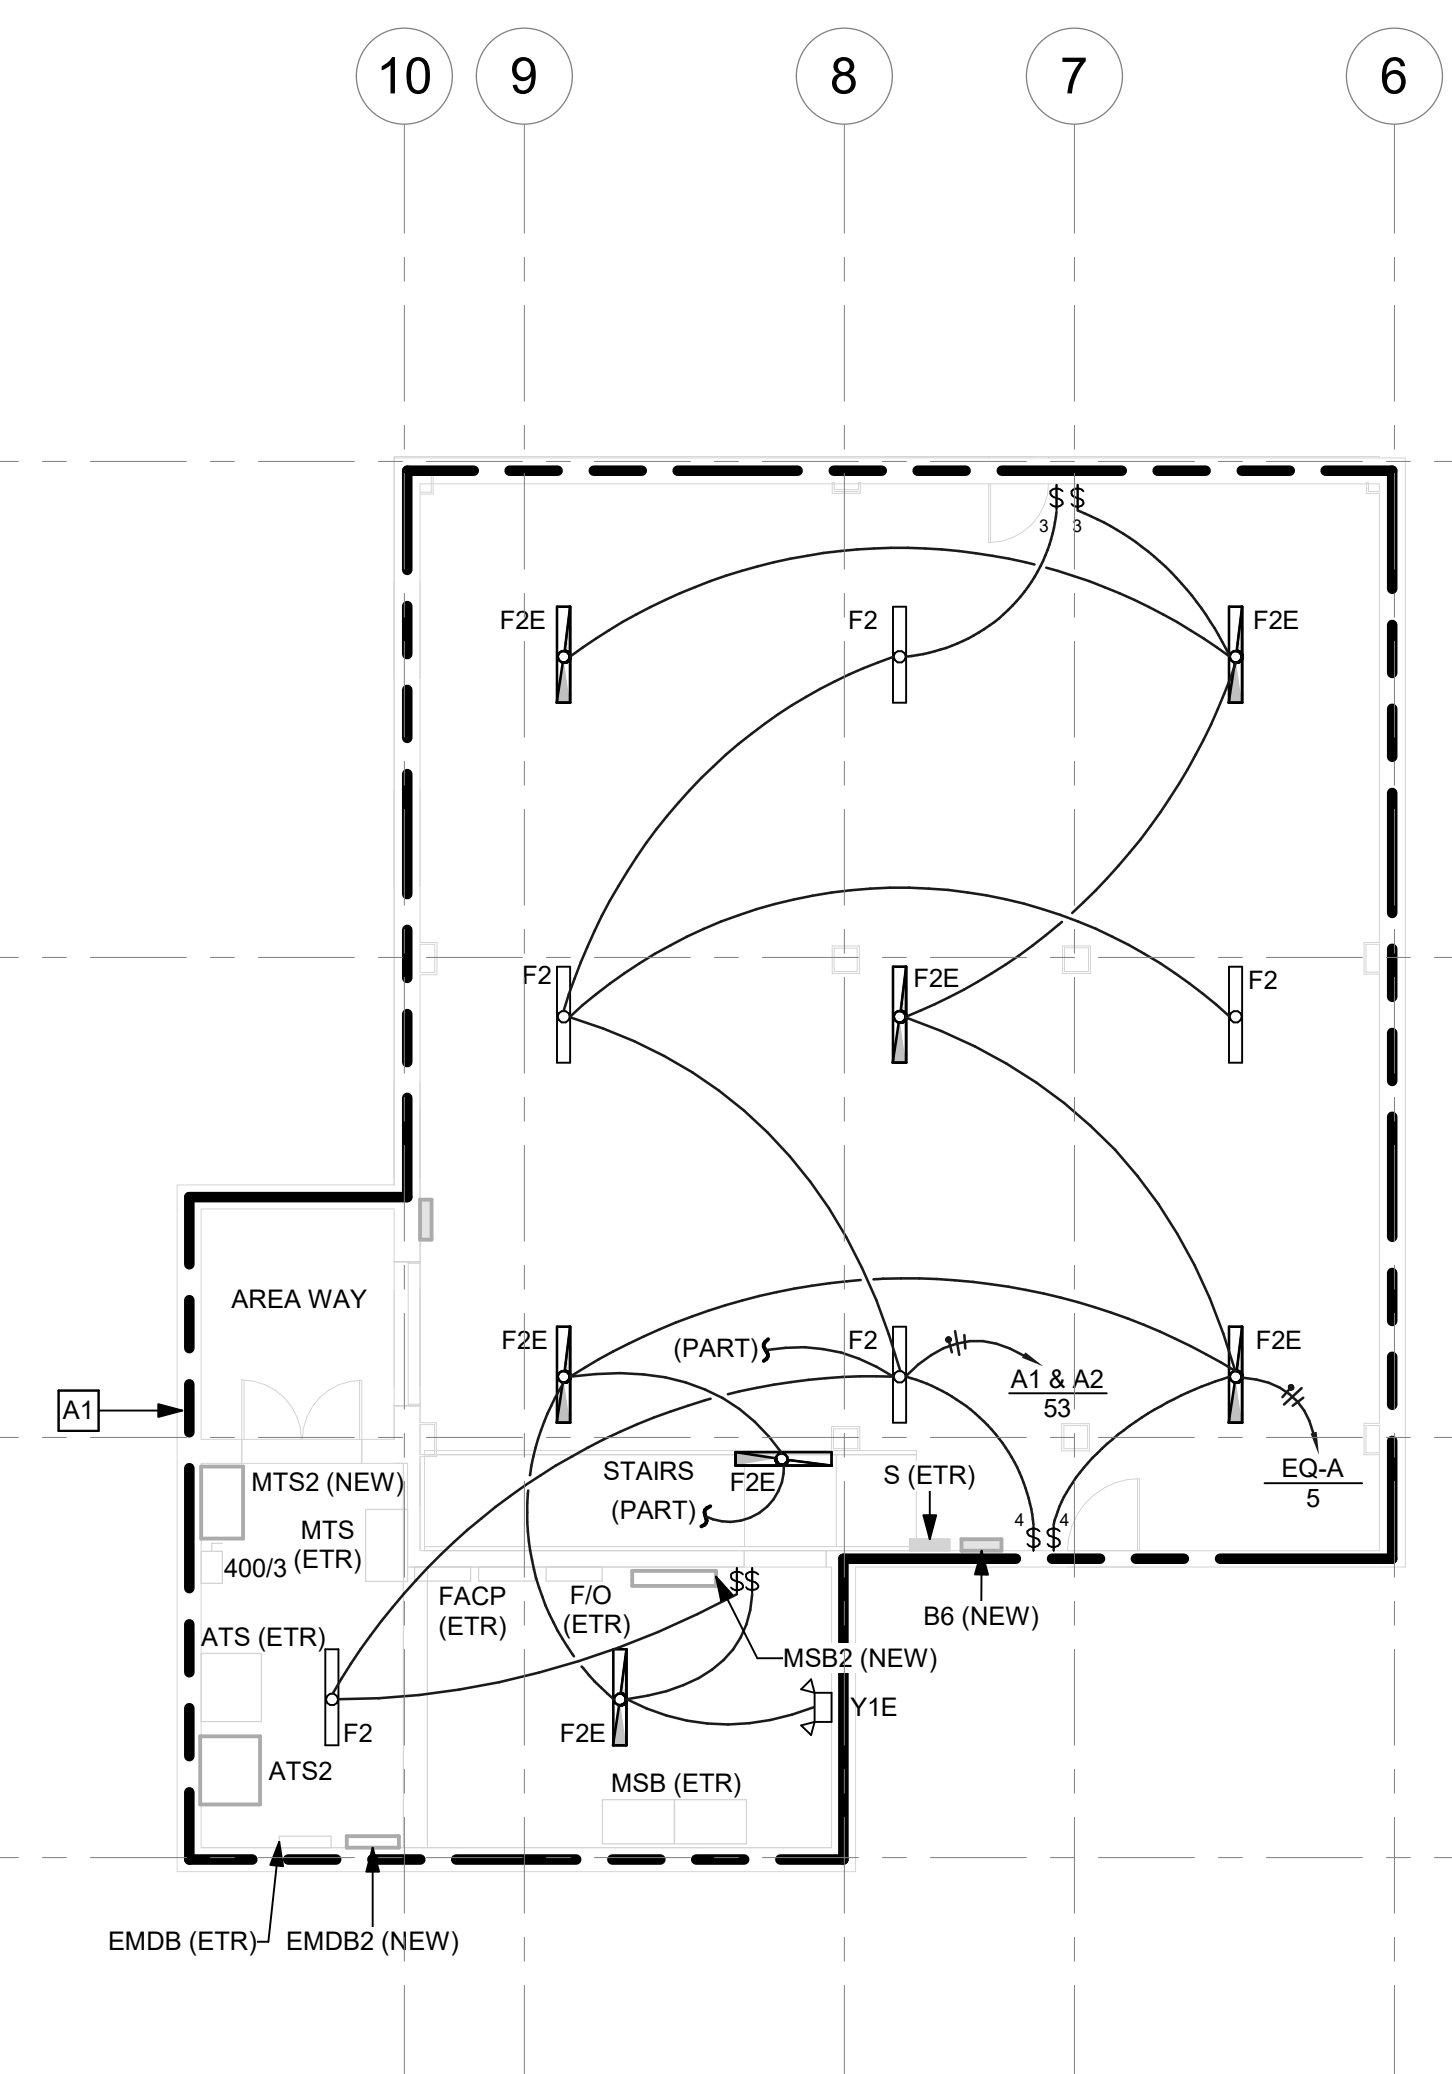 10 9 8 7 6
$ $
3 3
F2E F2 F2E
F2 F2E F2
AREA WAY
F2E (PART) F2 F2E
A1 & A2
53
A1
STAIRS
F2E
S (ETR)
EQ-A
5
MTS2 (NEW)
(PART)
MTS
(ETR)
4 $ $ 4
400/3
FACP
(ETR)
F/O
(ETR)
$$
B6 (NEW)
ATS (ETR)
MSB2 (NEW)
F2
F2E
Y1E
ATS2
MSB (ETR)
EMDB (ETR) EMDB2 (NEW)